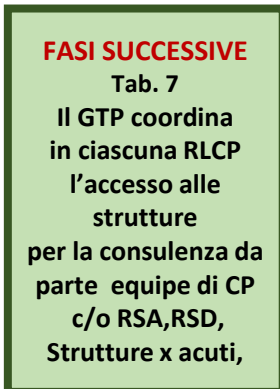 FASI SUCCESSIVE
Tab. 7
Il GTP coordina
in ciascuna RLCP
l’accesso alle
strutture
per la consulenza da
parte equipe di CP
c/o RSA,RSD,
Strutture x acuti,